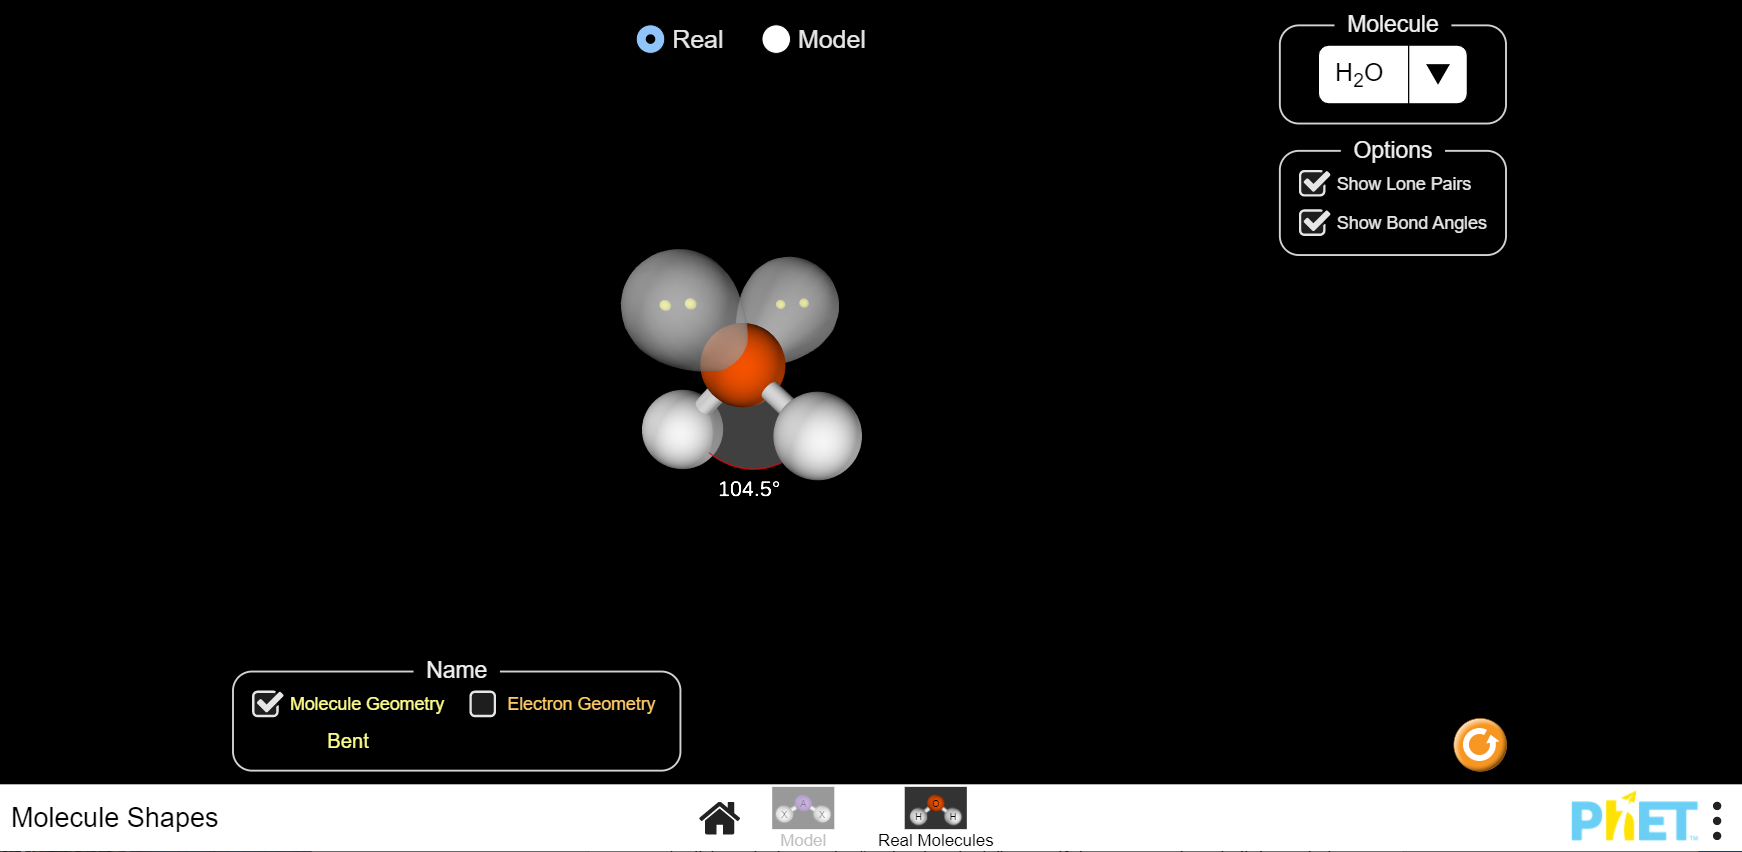 Real
Model
Molecule
H₂O
Options
Show Lone Pairs
Show Bond Angles
104.5°
Name
Molecule Geometry
Electron Geometry
Bent
Molecule Shapes
A
X
X
Model
O
H
H
Real Molecules
PhET™